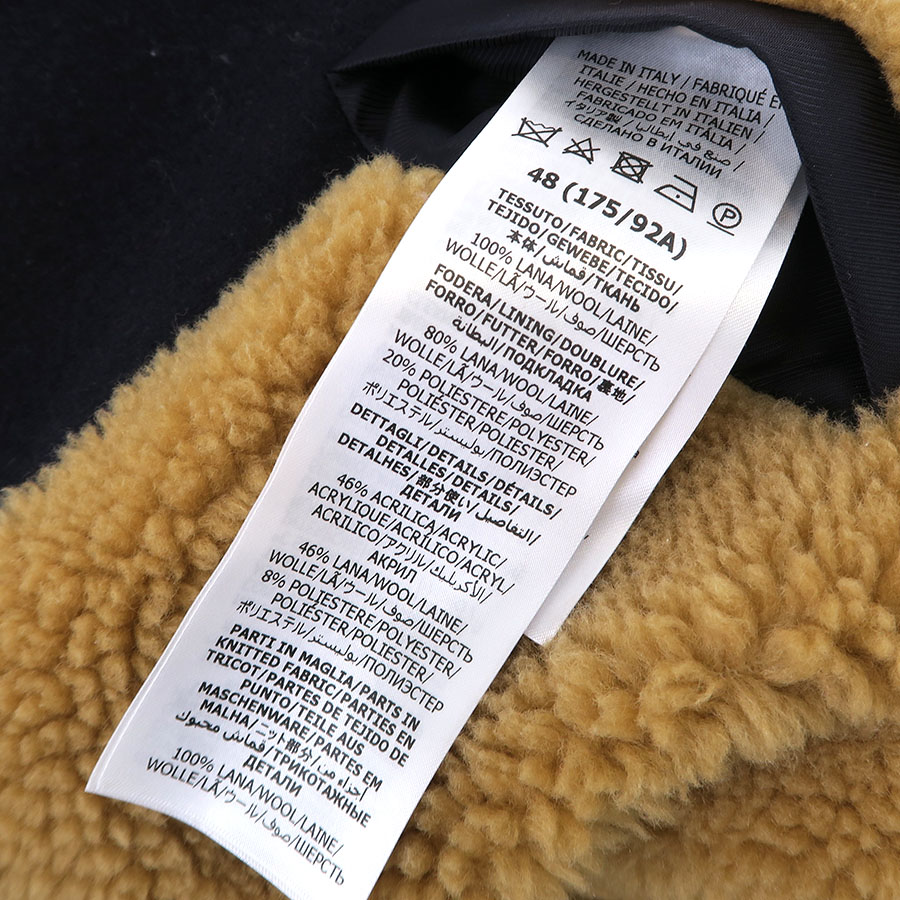 MADE IN ITALY / FABRIQUÉ EN
ITALIE / HECHO EN ITALIA /
HERGESTELLT IN ITALIEN
FABRICADO EM ITÁLIA /
イタリア製 / صنع في إيطاليا /
СДЕЛАНО В ИТАЛИИ
P
48 (175/92A)
TESSUTO/FABRIC/TISSU/
TEJIDO/GEWEBE/TECIDO/
本体/قماش/ТКАНЬ
100% LANA/WOOL/LAINE/
WOLLE/LÃ/ウール/صوف/ШЕРСТЬ
FODERA/LINING/DOUBLURE/
FORRO/FUTTER/FORRO/裏地/
البطانة/ПОДКЛАДКА
80% LANA/WOOL/LAINE/
WOLLE/LÃ/ウール/صوف/ШЕРСТЬ
20% POLIESTERE/POLYESTER/
POLIÉSTER/POLYESTER/
ポリエステル/بوليستر/ПОЛИЭСТЕР
DETTAGLI/DETAILS/DÉTAILS/
DETALLES/DETAILS/
DETALHES/部分使い/التفاصيل/
ДЕТАЛИ
46% ACRILICA/ACRYLIC/
ACRYLIQUE/ACRÍLICO/ACRYL/
ACRILICO/アクリル/الأكريليك/
АКРИЛ
46% LANA/WOOL/LAINE/
WOLLE/LÃ/ウール/صوف/ШЕРСТЬ
8% POLIESTERE/POLYESTER/
POLIÉSTER/POLYESTER/
ポリエステル/بوليستر/ПОЛИЭСТЕР
PARTI IN MAGLIA/PARTS IN
KNITTED FABRIC/PARTIES EN
TRICOT/PARTES DE TEJIDO DE
PUNTO/TEILE AUS
MASCHENWARE/PARTES EM
MALHA/ニット部分/أجزاء من
قماش محبوك/ТРИКОТАЖНЫЕ
ДЕТАЛИ
100% LANA/WOOL/LAINE/
WOLLE/LÃ/ウール/صوف/ШЕРСТЬ